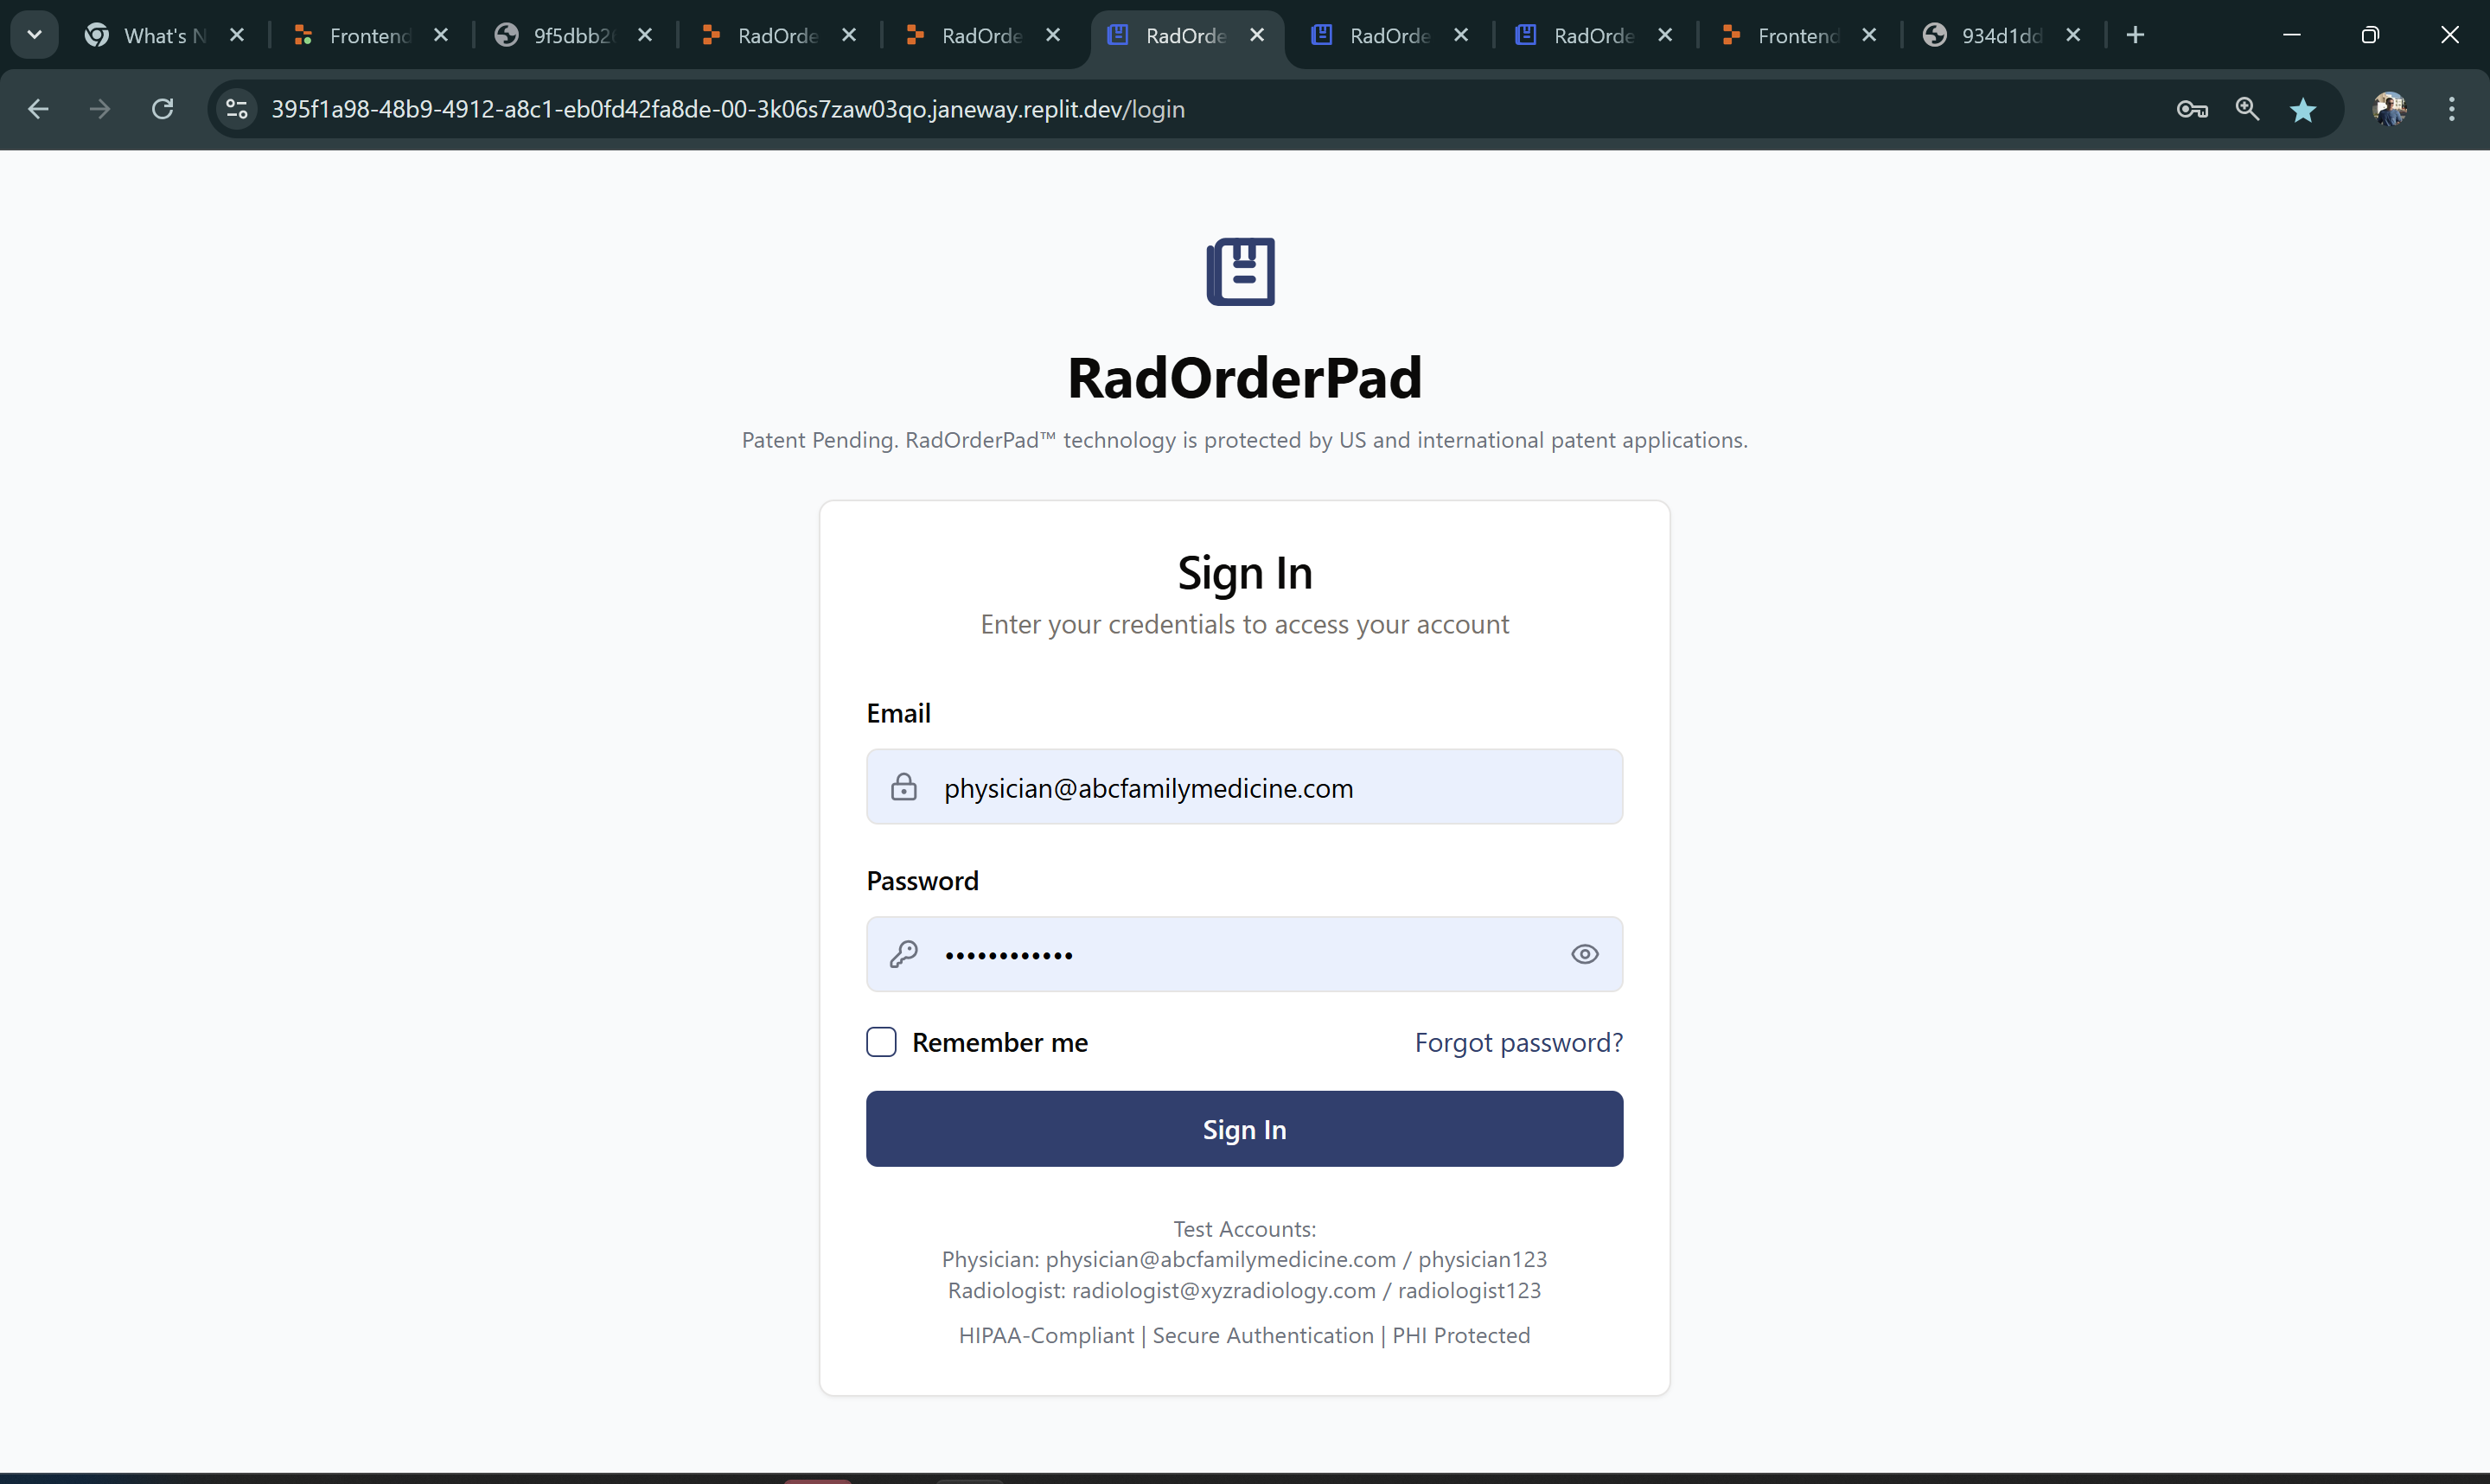 What's N
Frontend
9f5dbb2
RadOrde
RadOrde
RadOrde
RadOrde
RadOrde
Frontend
934d1dd
395f1a98-48b9-4912-a8c1-eb0fd42fa8de-00-3k06s7zaw03qo.janeway.replit.dev/login
RadOrderPad
Patent Pending. RadOrderPad™ technology is protected by US and international patent applications.
Sign In
Enter your credentials to access your account
Email
physician@abcfamilymedicine.com
Password
••••••••••••
Remember me
Forgot password?
Sign In
Test Accounts:
Physician: physician@abcfamilymedicine.com / physician123
Radiologist: radiologist@xyzradiology.com / radiologist123
HIPAA-Compliant | Secure Authentication | PHI Protected